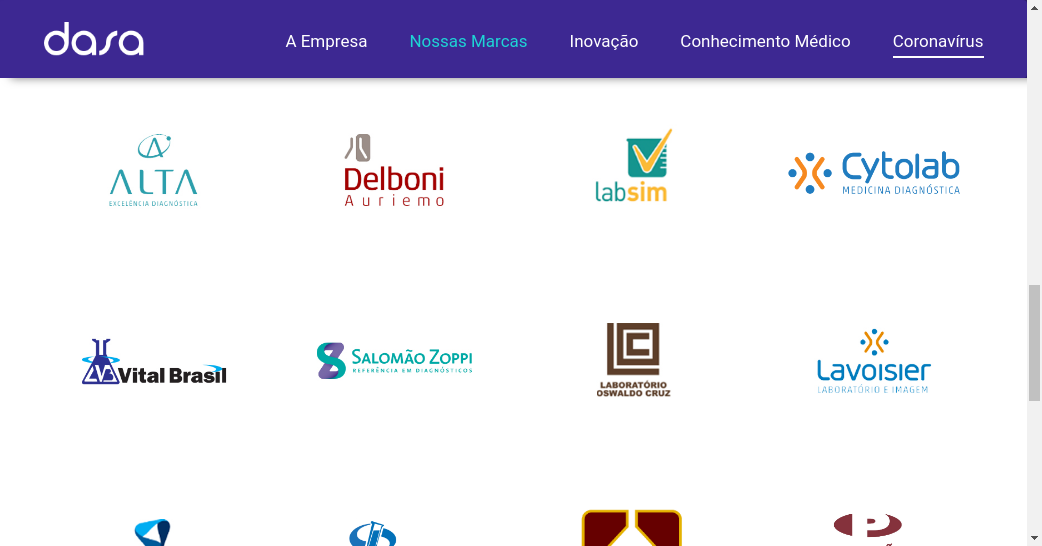 dasa
A Empresa
Nossas Marcas
Inovação
Conhecimento Médico
Coronavírus
ALTA
EXCELÊNCIA DIAGNÓSTICA
Delboni
Auriemo
labsim
Cytolab
MEDICINA DIAGNÓSTICA
Vital Brasil
SALOMÃO ZOPPI
REFERÊNCIA EM DIAGNÓSTICOS
LABORATÓRIO
OSWALDO CRUZ
Lavoisier
LABORATÓRIO E IMAGEM